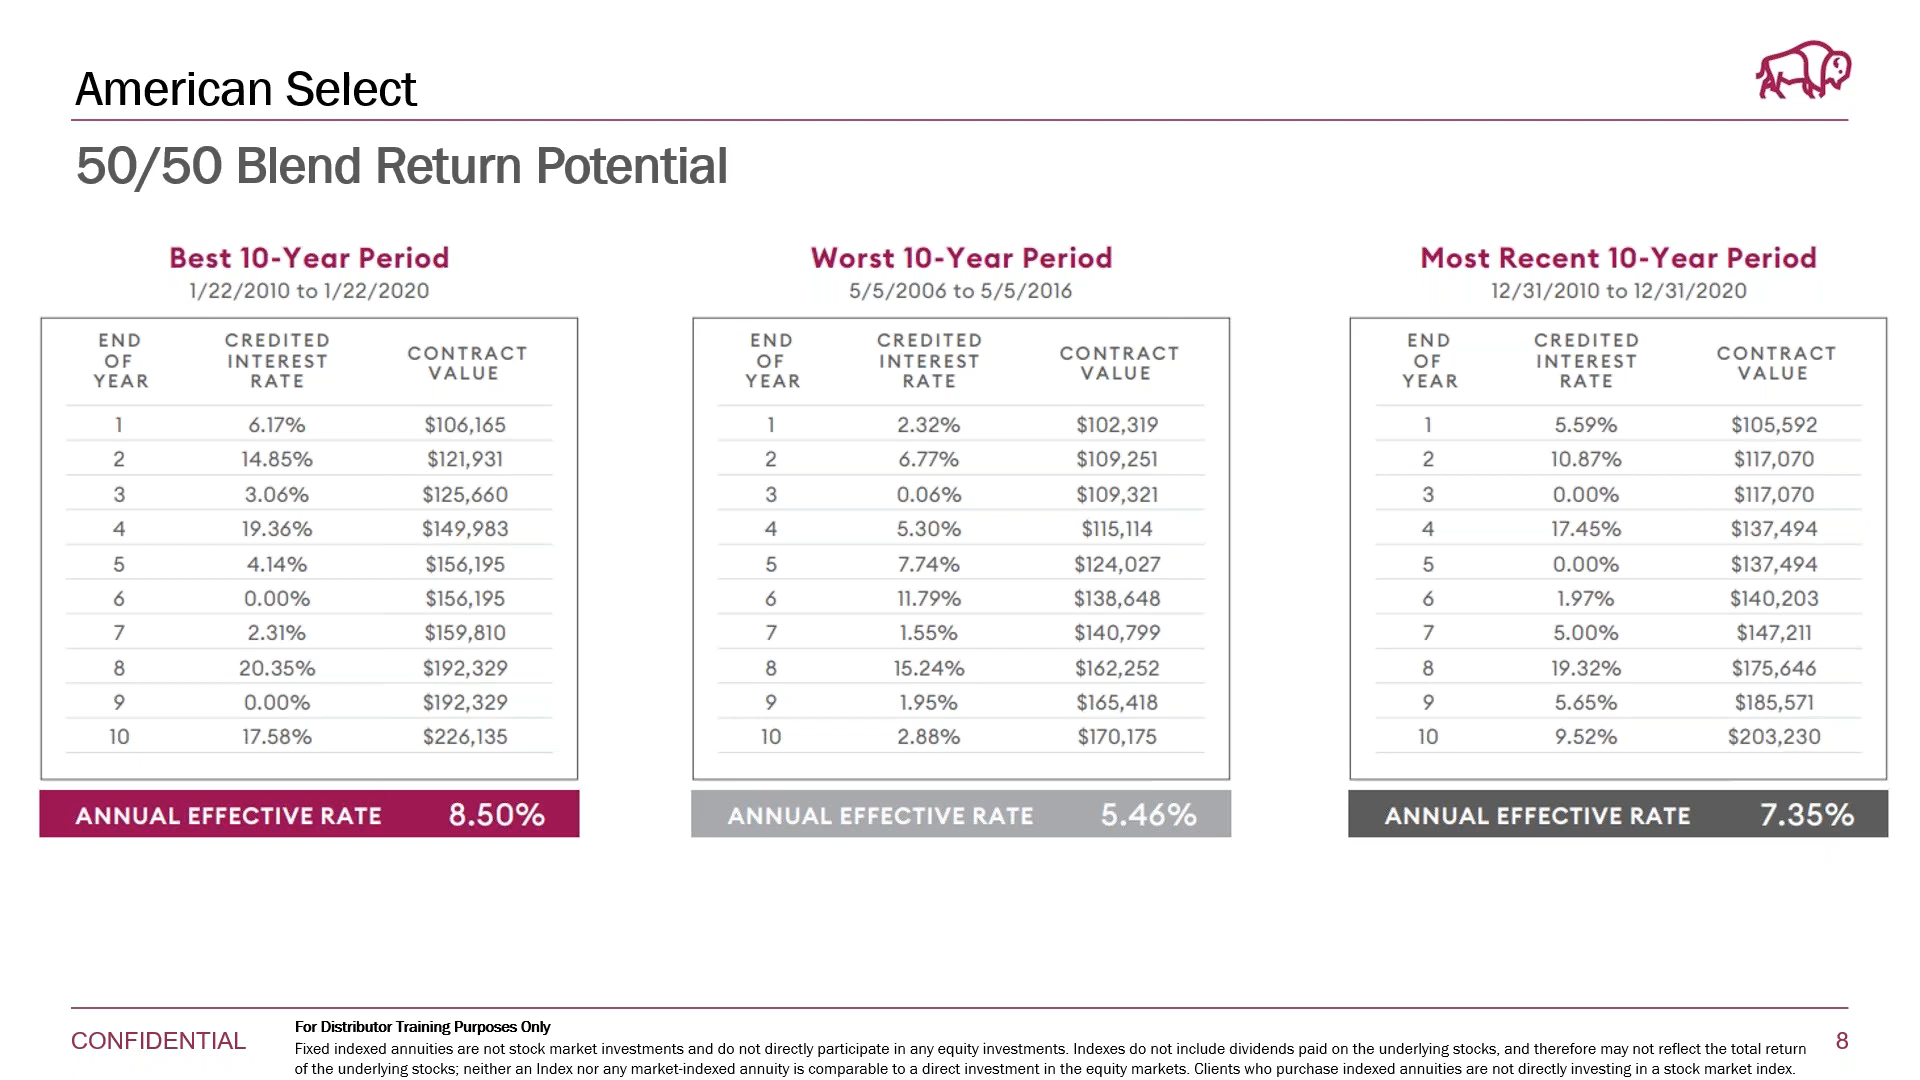 American Select
50/50 Blend Return Potential
Best 10-Year Period
1/22/2010 to 1/22/2020
END OF YEAR CREDITED INTEREST RATE CONTRACT VALUE
1 6.17% $106,165
2 14.85% $121,931
3 3.06% $125,660
4 19.36% $149,983
5 4.14% $156,195
6 0.00% $156,195
7 2.31% $159,810
8 20.35% $192,329
9 0.00% $192,329
10 17.58% $226,135
ANNUAL EFFECTIVE RATE 8.50%
Worst 10-Year Period
5/5/2006 to 5/5/2016
END OF YEAR CREDITED INTEREST RATE CONTRACT VALUE
1 2.32% $102,319
2 6.77% $109,251
3 0.06% $109,321
4 5.30% $115,114
5 7.74% $124,027
6 11.79% $138,648
7 1.55% $140,799
8 15.24% $162,252
9 1.95% $165,418
10 2.88% $170,175
ANNUAL EFFECTIVE RATE 5.46%
Most Recent 10-Year Period
12/31/2010 to 12/31/2020
END OF YEAR CREDITED INTEREST RATE CONTRACT VALUE
1 5.59% $105,592
2 10.87% $117,070
3 0.00% $117,070
4 17.45% $137,494
5 0.00% $137,494
6 1.97% $140,203
7 5.00% $147,211
8 19.32% $175,646
9 5.65% $185,571
10 9.52% $203,230
ANNUAL EFFECTIVE RATE 7.35%
CONFIDENTIAL
For Distributor Training Purposes Only
Fixed indexed annuities are not stock market investments and do not directly participate in any equity investments. Indexes do not include dividends paid on the underlying stocks, and therefore may not reflect the total return
of the underlying stocks; neither an Index nor any market-indexed annuity is comparable to a direct investment in the equity markets. Clients who purchase indexed annuities are not directly investing in a stock market index.
8